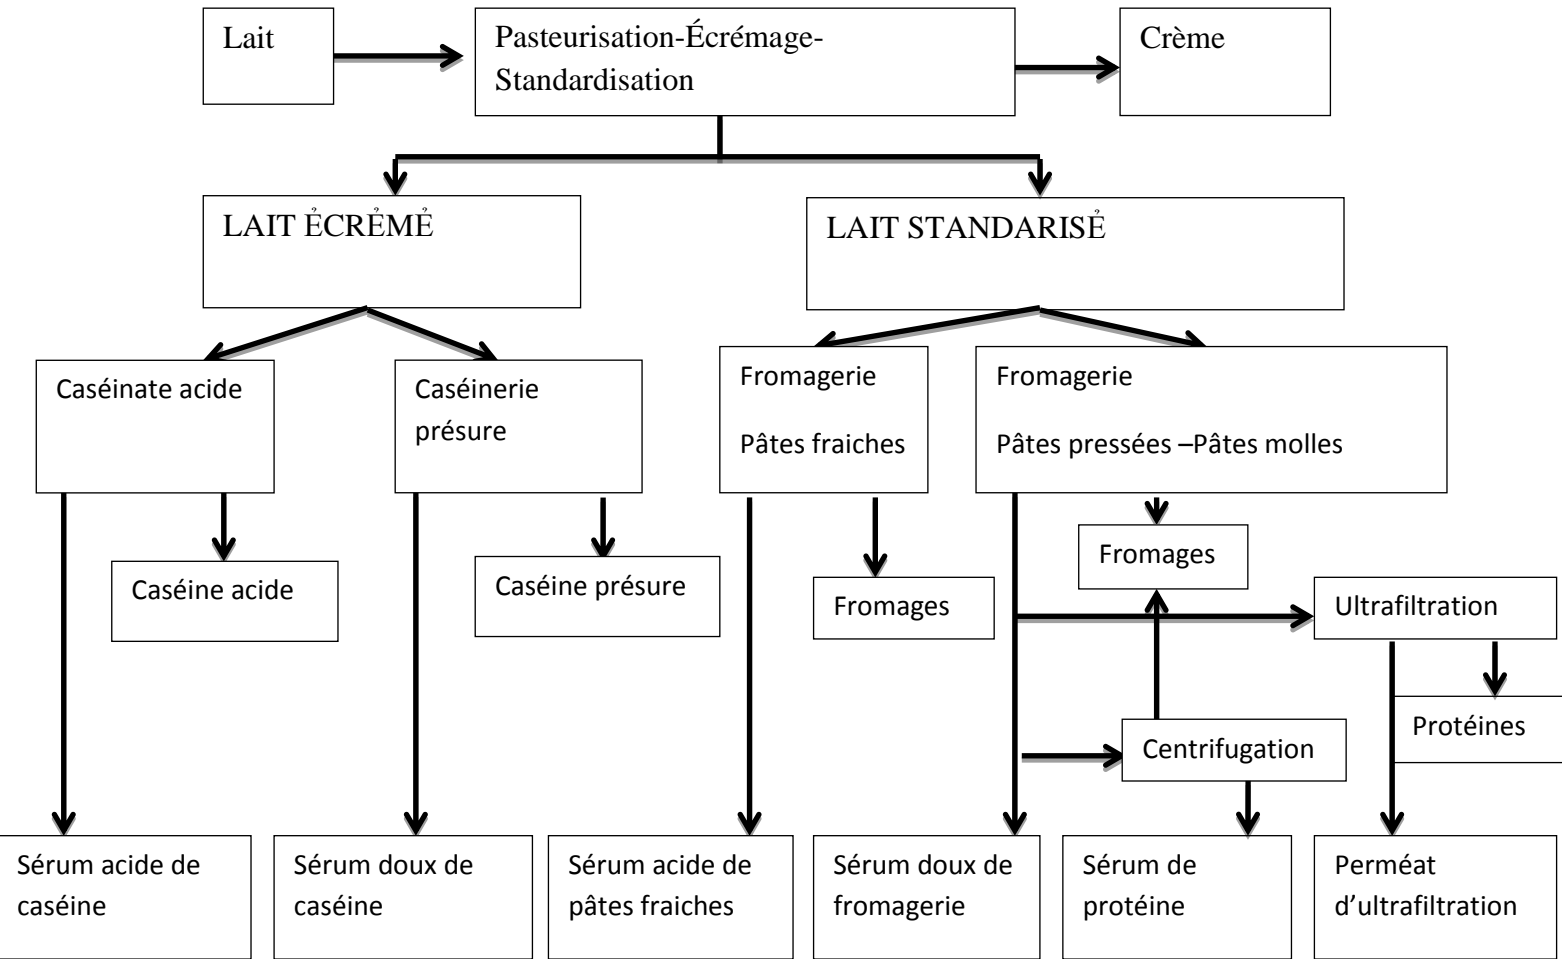 Lait
Pasteurisation-Écrémage-
Standardisation
Crème
LAIT ẺCRẺMẺ
LAIT STANDARISẺ
Caséinate acide
Caséinerie
présure
Fromagerie
Pâtes fraiches
Fromagerie
Pâtes pressées –Pâtes molles
Caséine acide
Caséine présure
Fromages
Fromages
Ultrafiltration
Protéines
Centrifugation
Sérum acide de
caséine
Sérum doux de
caséine
Sérum acide de
pâtes fraiches
Sérum doux de
fromagerie
Sérum de
protéine
Perméat
d’ultrafiltration